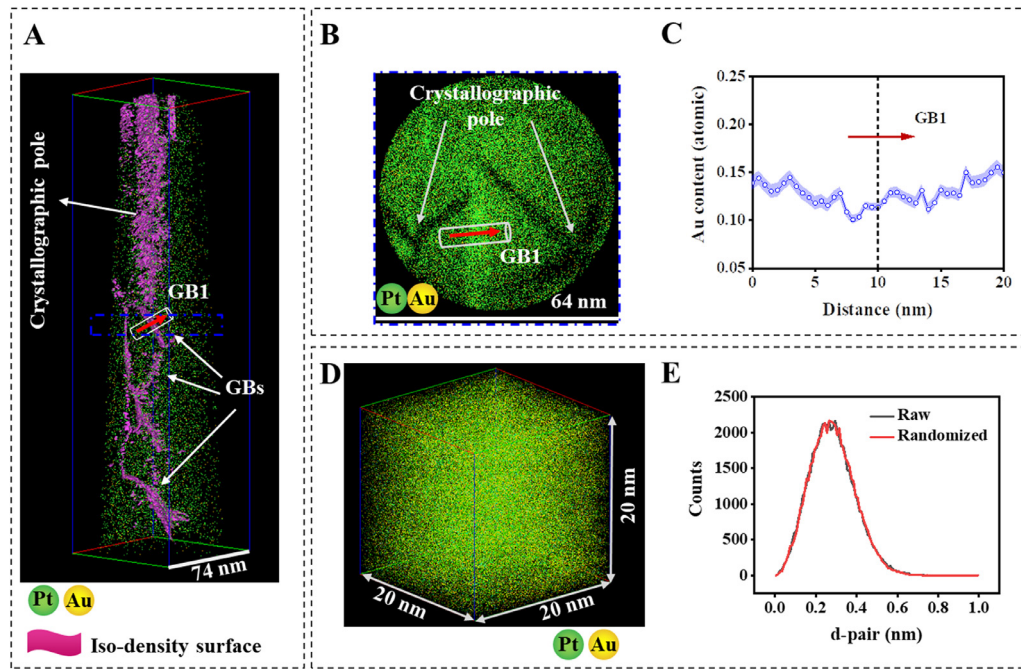 A
Crystallographic pole
GB1
GBs
74 nm
Pt Au
Iso-density surface
B
Crystallographic
pole
GB1
Pt Au
64 nm
C
0.25
0.20
0.15
0.10
0.05
Au content (atomic)
GB1
0 5 10 15 20
Distance (nm)
D
20 nm
20 nm
20 nm
Pt Au
E
2500
2000
1500
1000
500
0
Counts
Raw
Randomized
0.0 0.2 0.4 0.6 0.8 1.0
d-pair (nm)